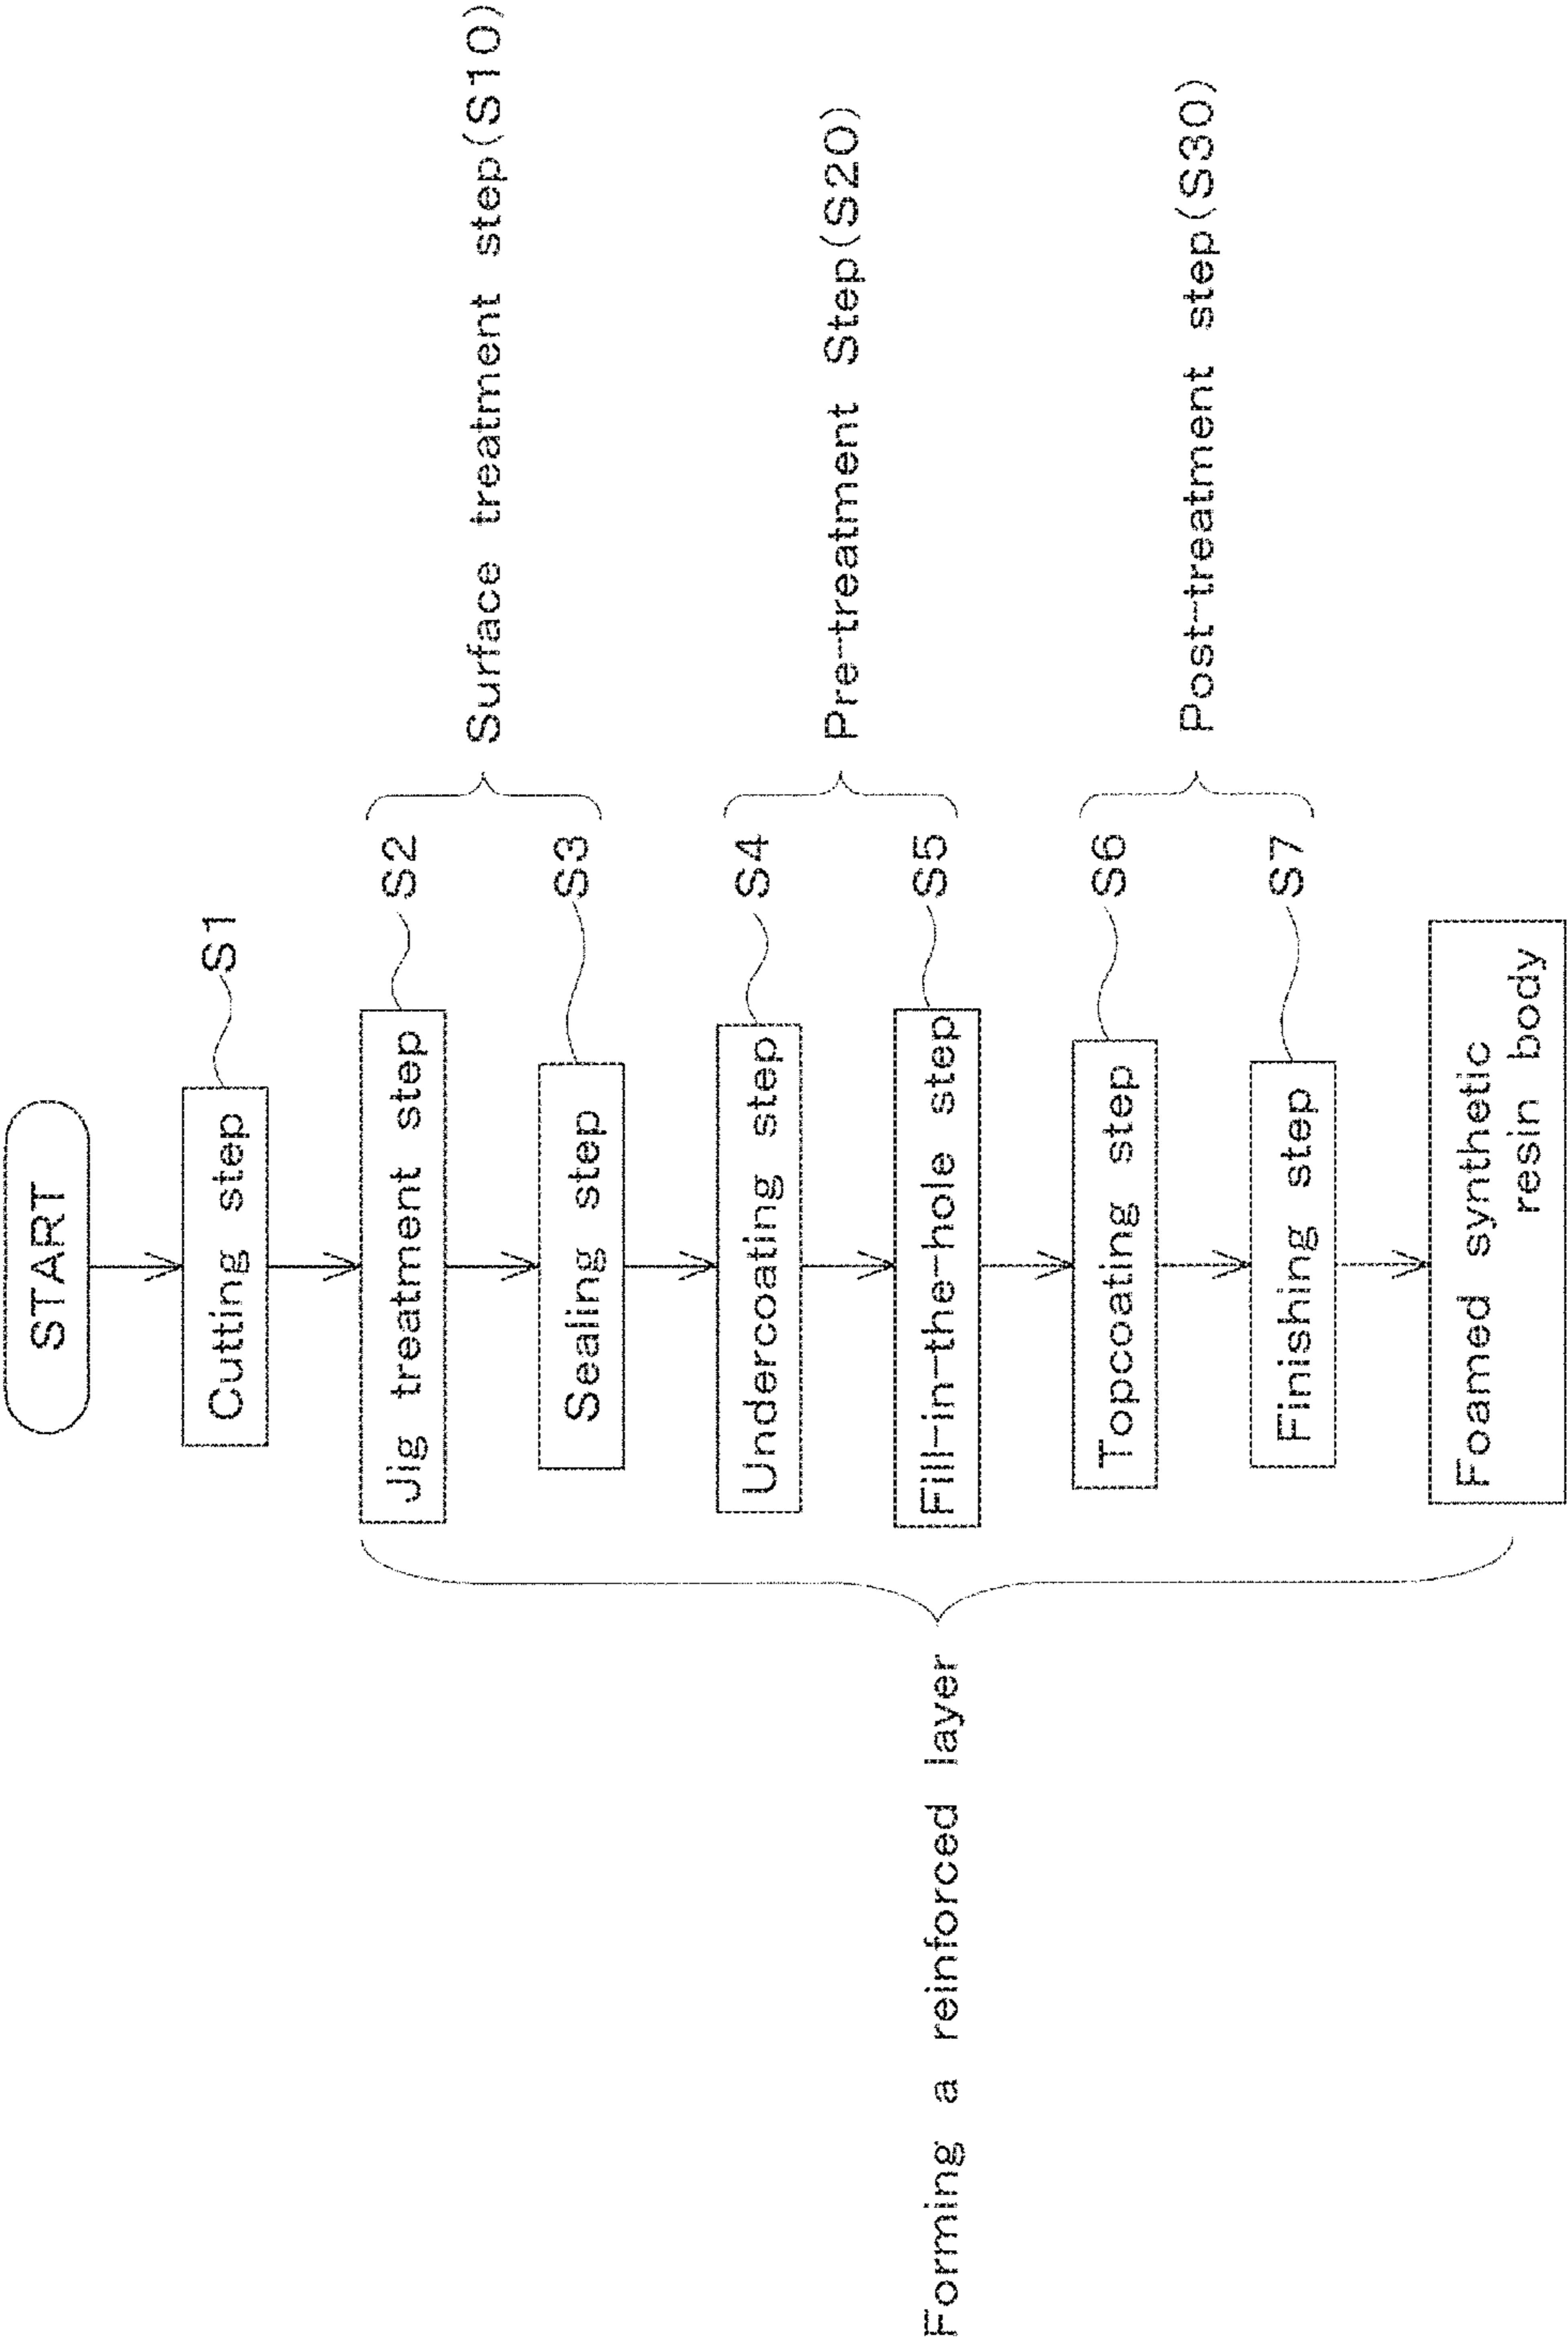 START
Cutting step
S1
Jig treatment step
S2
Sealing step
S3
Surface treatment step(S10)
Undercoating step
S4
Fill-in-the-hole step
S5
Pre-treatment Step(S20)
Topcoating step
S6
Finishing step
S7
Post-treatment step(S30)
Foamed synthetic
resin body
Forming a reinforced layer